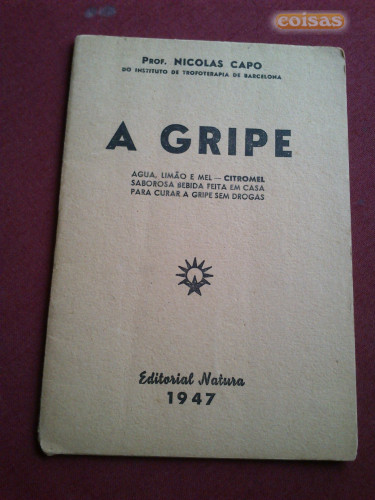 coisas
PROF. NICOLAS CAPO
DO INSTITUTO DE TROFOTERAPIA DE BARCELONA
A GRIPE
AGUA, LIMÃO E MEL — CITROMEL
SABOROSA BEBIDA FEITA EM CASA
PARA CURAR A GRIPE SEM DROGAS
Editorial Natura
1947